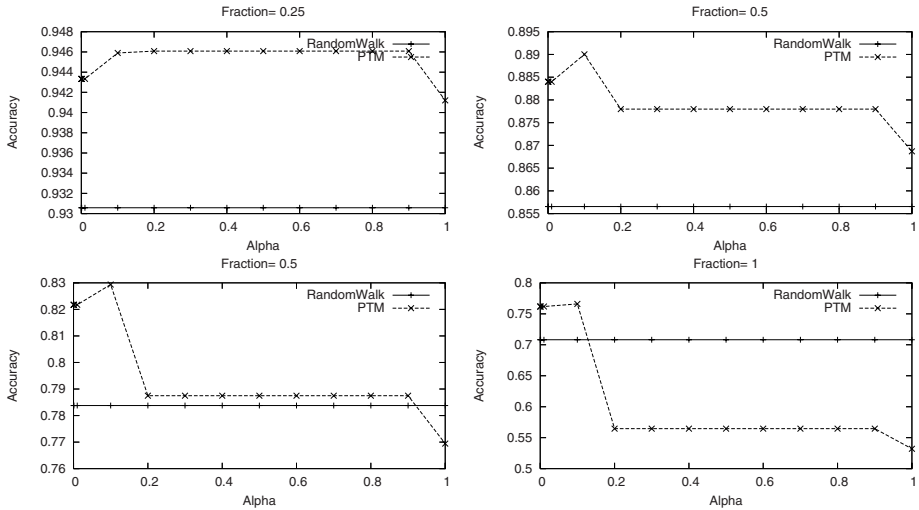 Fraction= 0.25
0.948
0.946
0.944
0.942
0.94
0.938
0.936
0.934
0.932
0.93
Accuracy
RandomWalk
PTM
0 0.2 0.4 0.6 0.8 1
Alpha
Fraction= 0.5
0.895
0.89
0.885
0.88
0.875
0.87
0.865
0.86
0.855
Accuracy
RandomWalk
PTM
0 0.2 0.4 0.6 0.8 1
Alpha
Fraction= 0.5
0.83
0.82
0.81
0.8
0.79
0.78
0.77
0.76
Accuracy
RandomWalk
PTM
0 0.2 0.4 0.6 0.8 1
Alpha
Fraction= 1
0.8
0.75
0.7
0.65
0.6
0.55
0.5
Accuracy
RandomWalk
PTM
0 0.2 0.4 0.6 0.8 1
Alpha